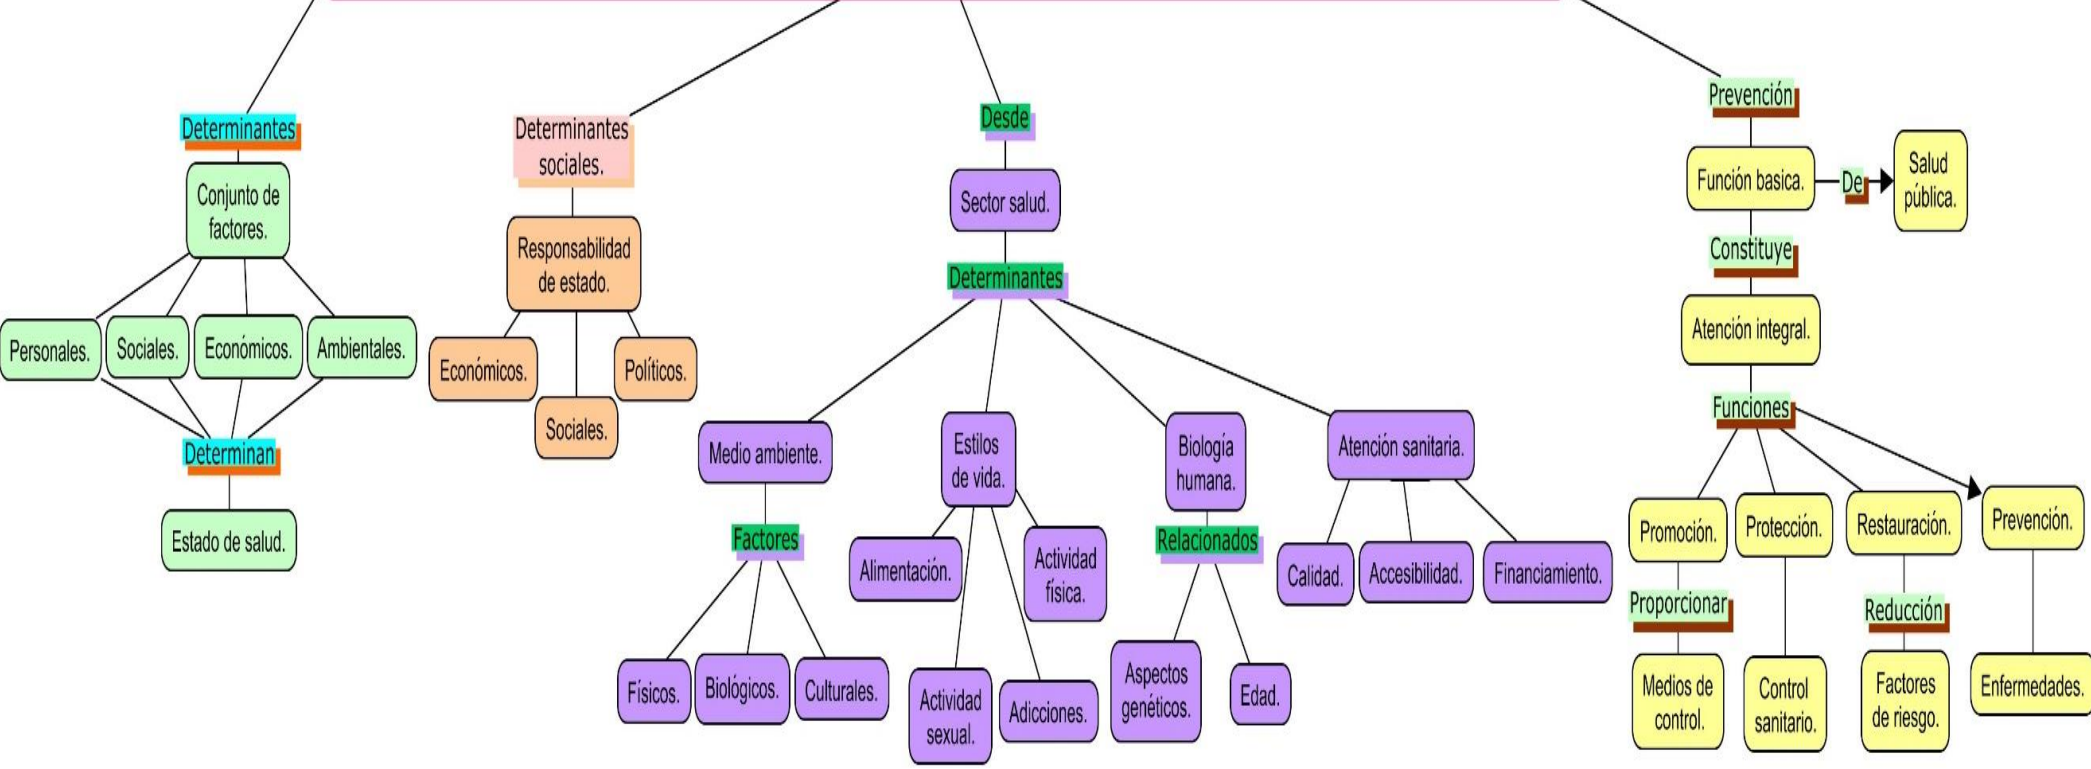 Determinantes
Conjunto de
factores.
Personales.
Sociales.
Económicos.
Ambientales.
Determinan
Estado de salud.
Determinantes
sociales.
Responsabilidad
de estado.
Económicos.
Sociales.
Políticos.
Desde
Sector salud.
Determinantes
Medio ambiente.
Factores
Físicos.
Biológicos.
Culturales.
Estilos
de vida.
Alimentación.
Actividad
sexual.
Adicciones.
Actividad
física.
Biología
humana.
Relacionados
Aspectos
genéticos.
Edad.
Atención sanitaria.
Calidad.
Accesibilidad.
Financiamiento.
Prevención
Función basica.
De
Salud
pública.
Constituye
Atención integral.
Funciones
Promoción.
Proporcionar
Medios de
control.
Protección.
Control
sanitario.
Restauración.
Reducción
Factores
de riesgo.
Prevención.
Enfermedades.